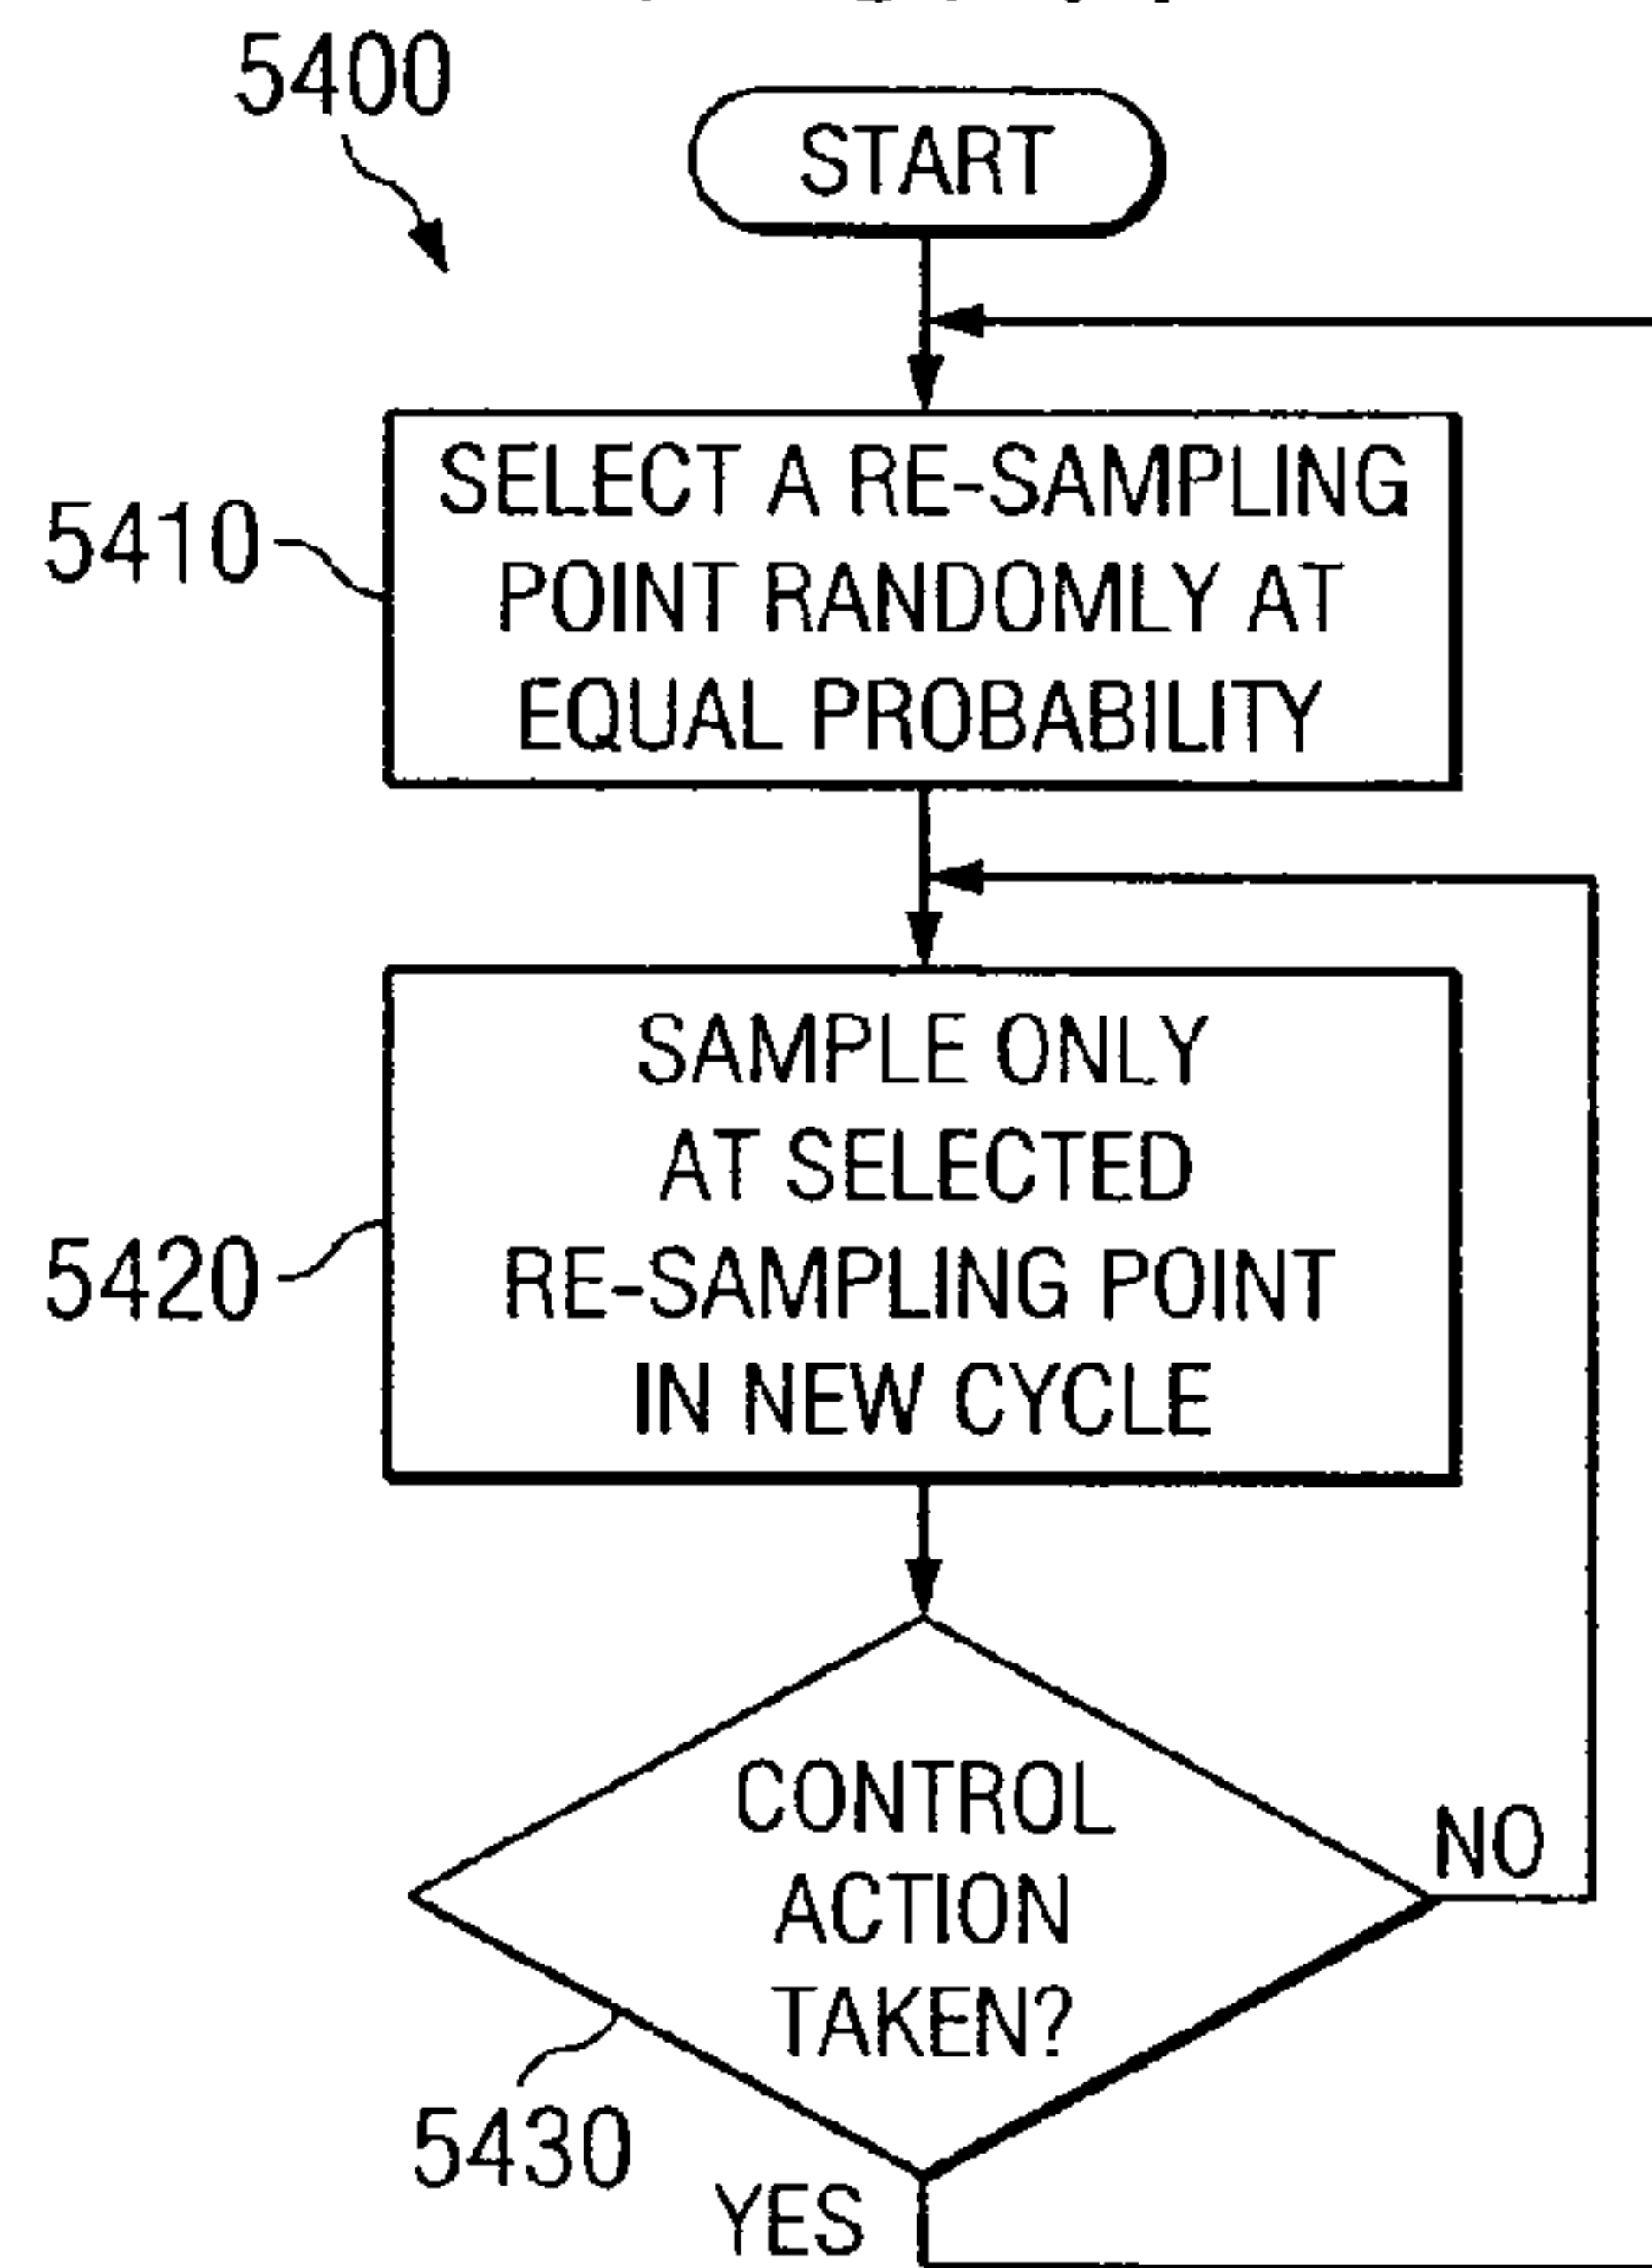 5400
START
SELECT A RE-SAMPLING
POINT RANDOMLY AT
EQUAL PROBABILITY
5410
SAMPLE ONLY
AT SELECTED
RE-SAMPLING POINT
IN NEW CYCLE
5420
CONTROL
ACTION
TAKEN?
NO
5430
YES